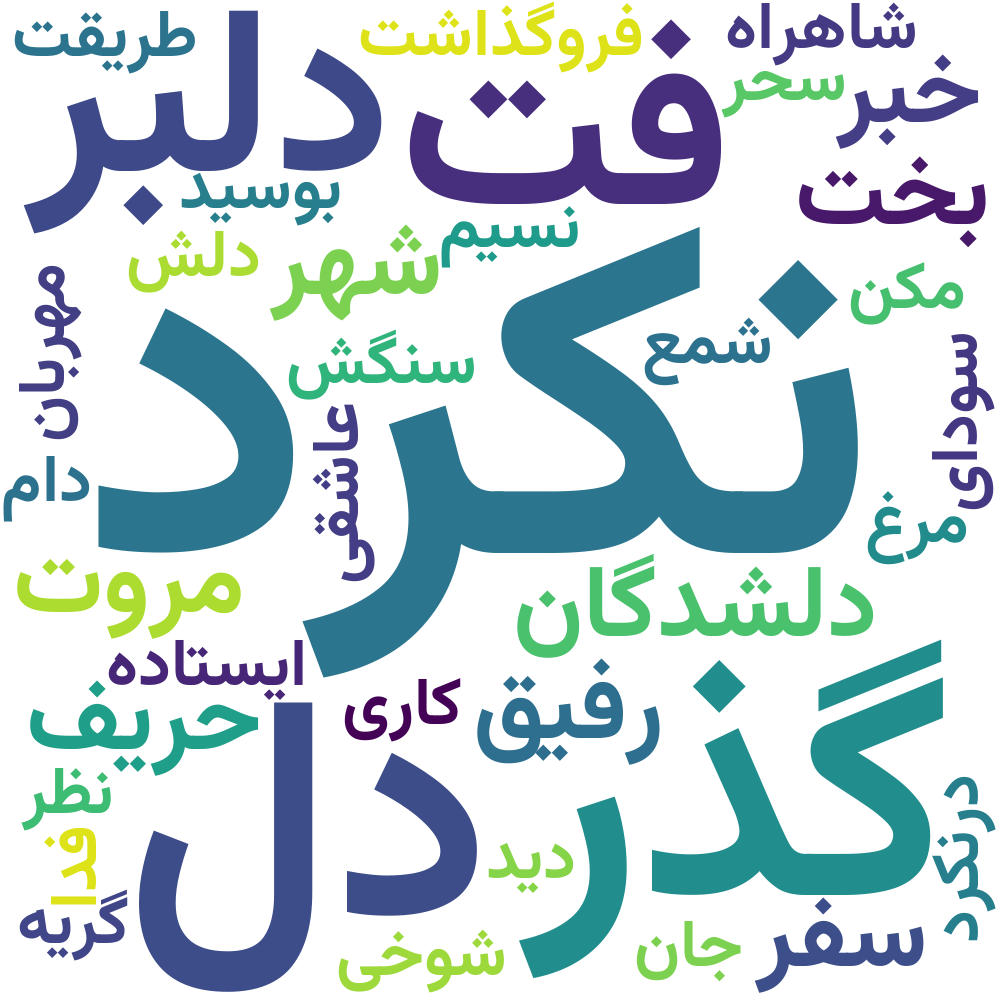 شاهراه
فروگذاشت
طریقت
خبر
سحر
فت
دلبر
بخت
بوسید
نسیم
شهر
دلش
مکن
نکرد
شمع
سنگش
مهربان
سودای
عاشقی
دام
مرغ
مروت
دلشدگان
ایستاده
رفیق
کاری
حریف
گذر
دل
نظر
درنکرد
فدا
دید
گریه
سفر
جان
شوخی